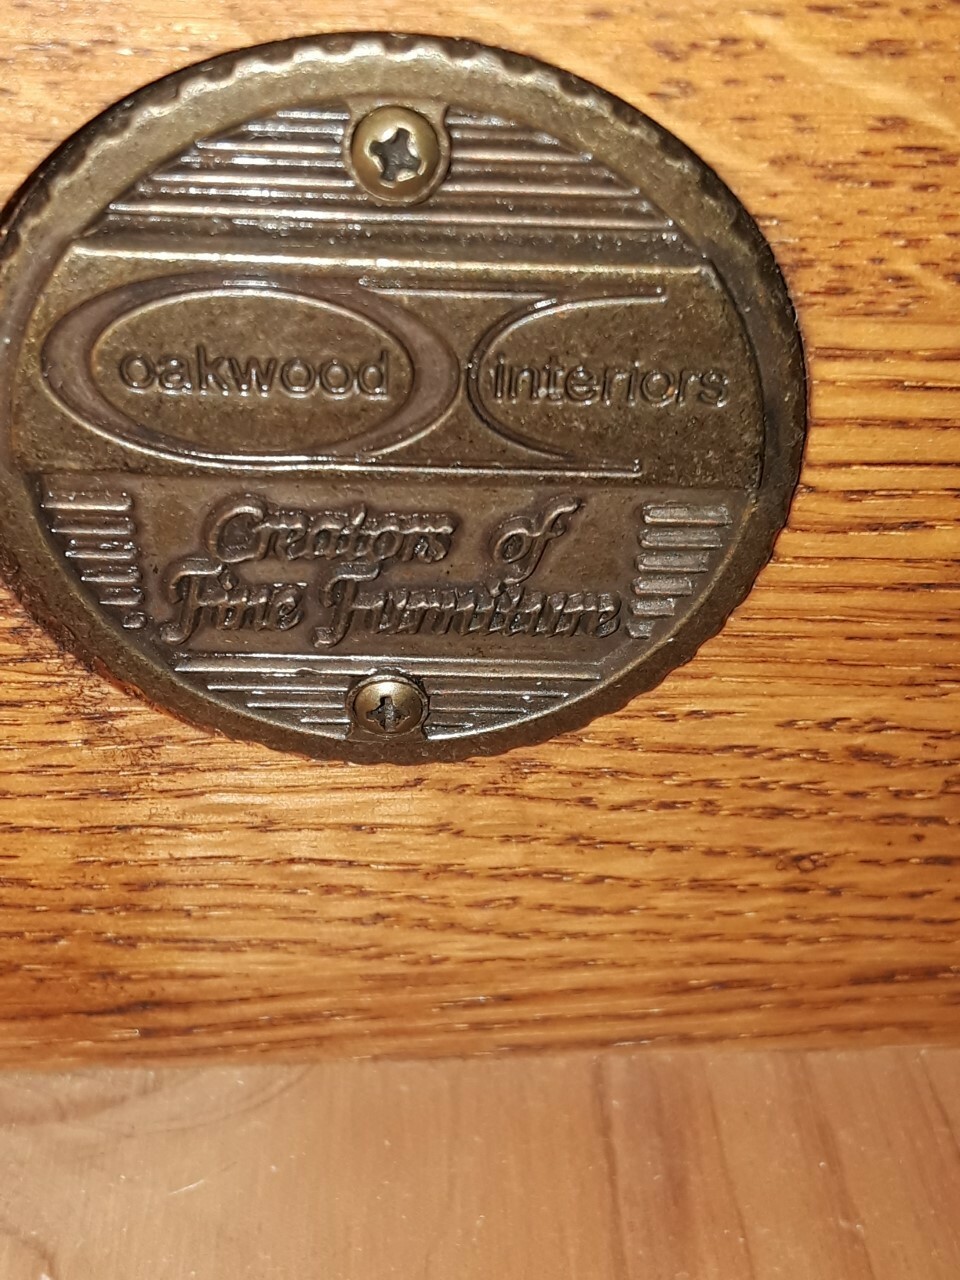 oakwood interiors
Creators of
Fine Furniture